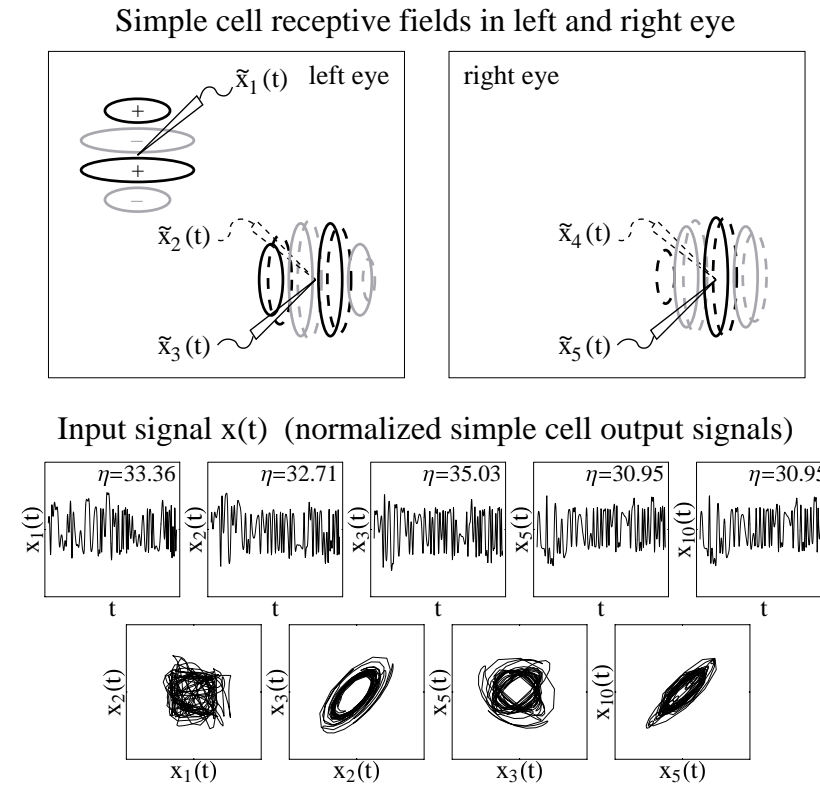 Simple cell receptive fields in left and right eye
x̃1(t) left eye
+
−
+
−
x̃2(t)
x̃3(t)
right eye
x̃4(t)
x̃5(t)
Input signal x(t) (normalized simple cell output signals)
x1(t) η=33.36 t
x2(t) η=32.71 t
x3(t) η=35.03 t
x5(t) η=30.95 t
x10(t) η=30.95 t
x2(t) x1(t)
x3(t) x2(t)
x5(t) x3(t)
x10(t) x5(t)